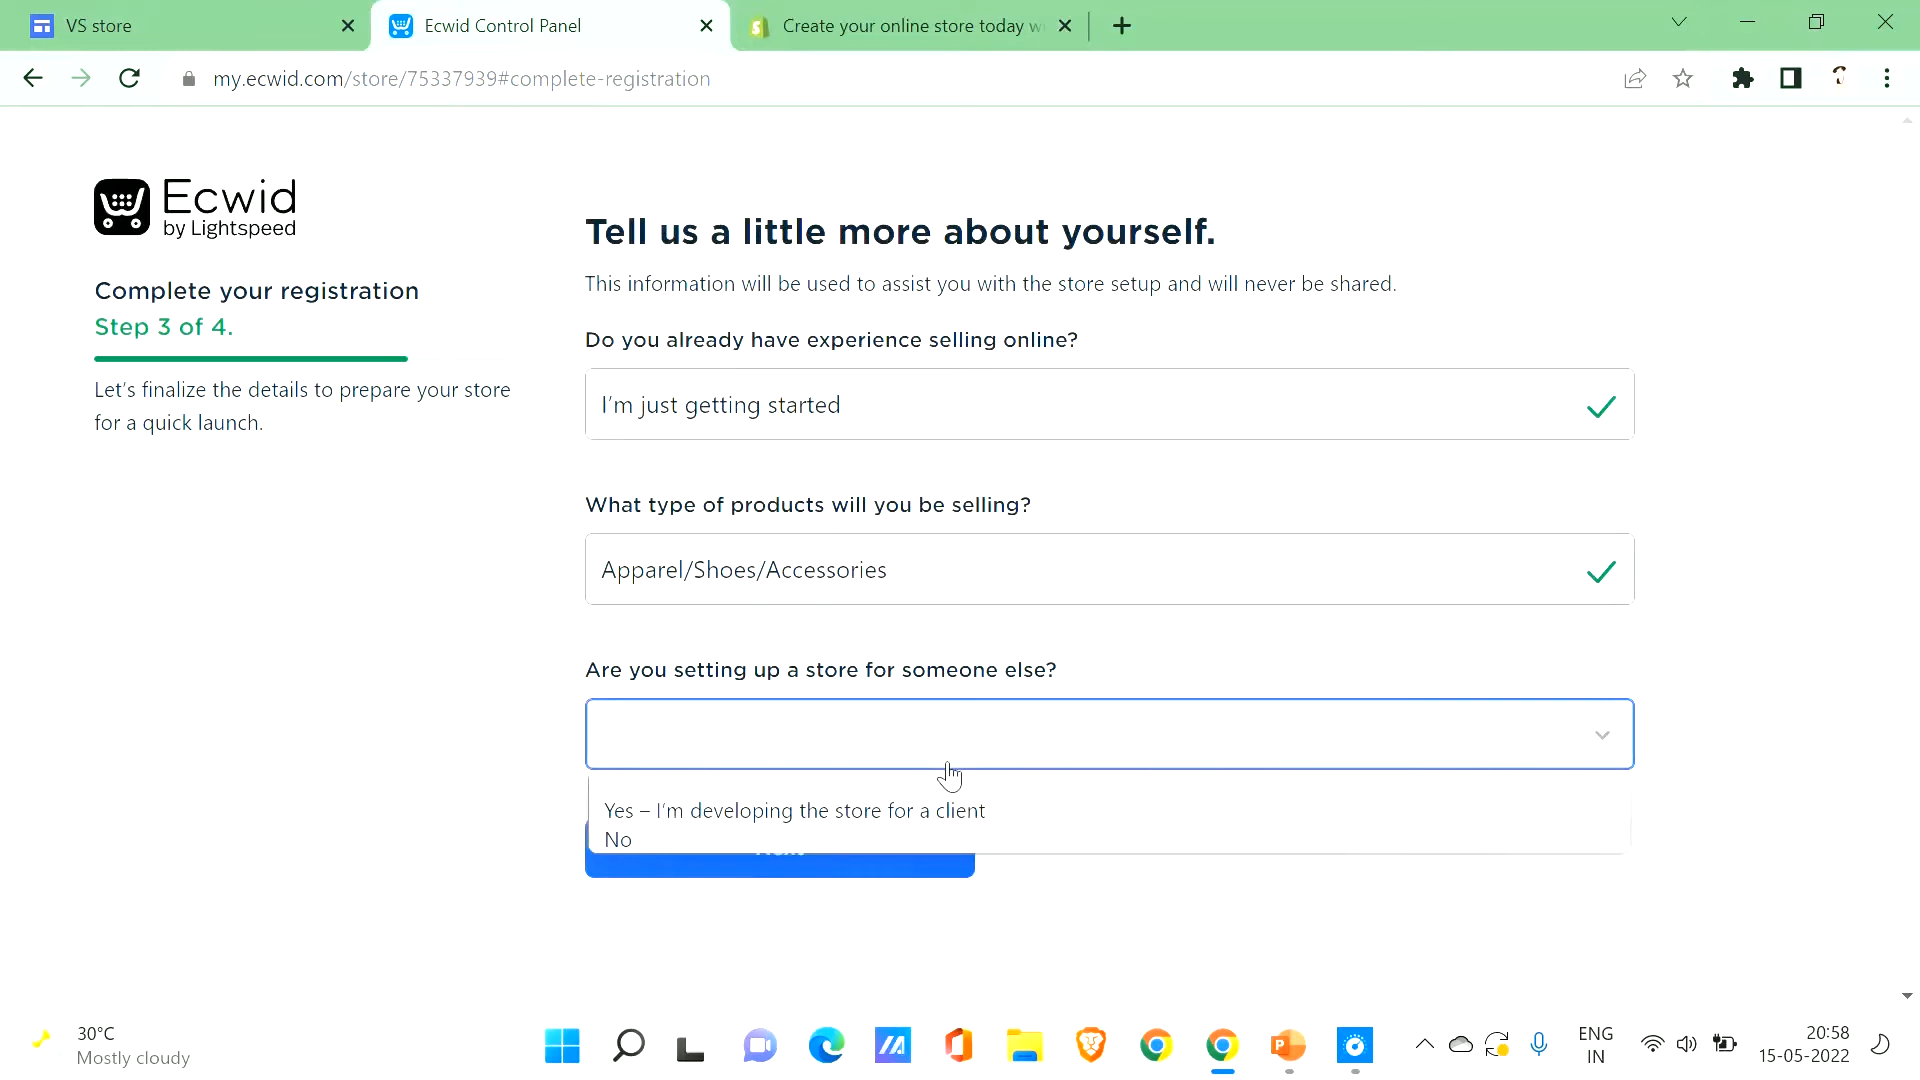 VS store
Ecwid Control Panel
Create your online store today w
my.ecwid.com/store/75337939#complete-registration
Ecwid
by Lightspeed
Complete your registration
Step 3 of 4.
Let's finalize the details to prepare your store
for a quick launch.
Tell us a little more about yourself.
This information will be used to assist you with the store setup and will never be shared.
Do you already have experience selling online?
I'm just getting started
What type of products will you be selling?
Apparel/Shoes/Accessories
Are you setting up a store for someone else?
Yes – I'm developing the store for a client
No
30°C
Mostly cloudy
ENG
IN
20:58
15-05-2022